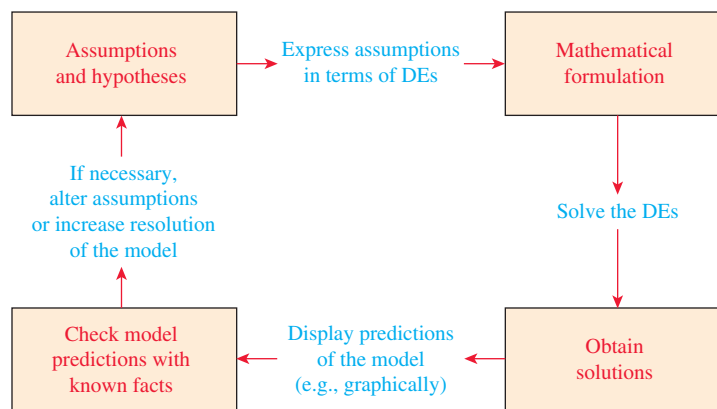 Assumptions
and hypotheses
Express assumptions
in terms of DEs
Mathematical
formulation
If necessary,
alter assumptions
or increase resolution
of the model
Solve the DEs
Check model
predictions with
known facts
Display predictions
of the model
(e.g., graphically)
Obtain
solutions